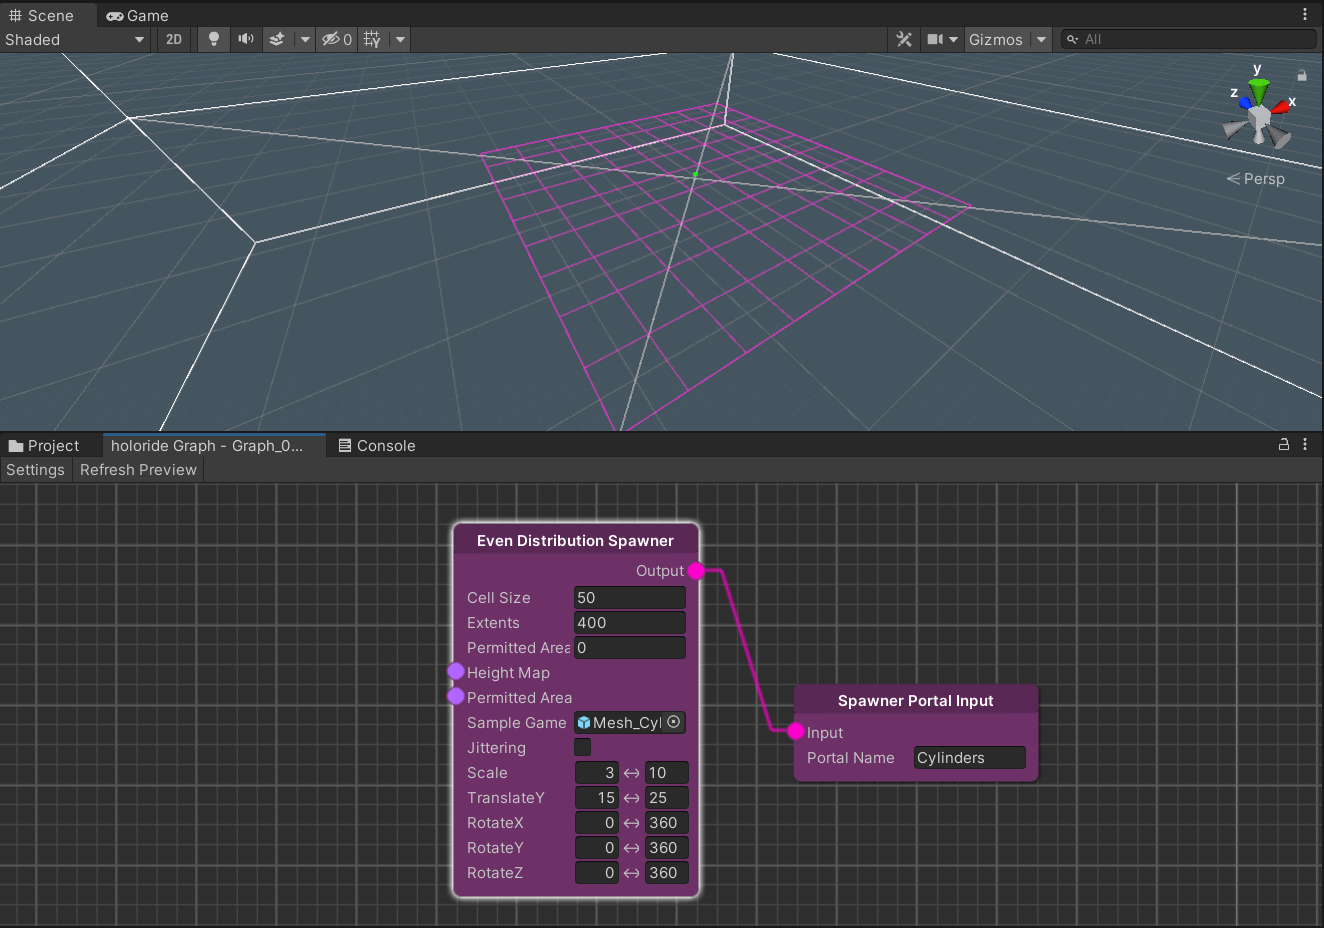 Scene
Game
Shaded
2D
0
Gizmos
All
y
z
x
Persp
Project
holoride Graph - Graph_0...
Console
Settings
Refresh Preview
Even Distribution Spawner
Output
Cell Size 50
Extents 400
Permitted Area 0
Height Map
Permitted Area
Sample Game Mesh_Cyl
Jittering
Scale 3 ↔ 10
TranslateY 15 ↔ 25
RotateX 0 ↔ 360
RotateY 0 ↔ 360
RotateZ 0 ↔ 360
Spawner Portal Input
Input
Portal Name Cylinders